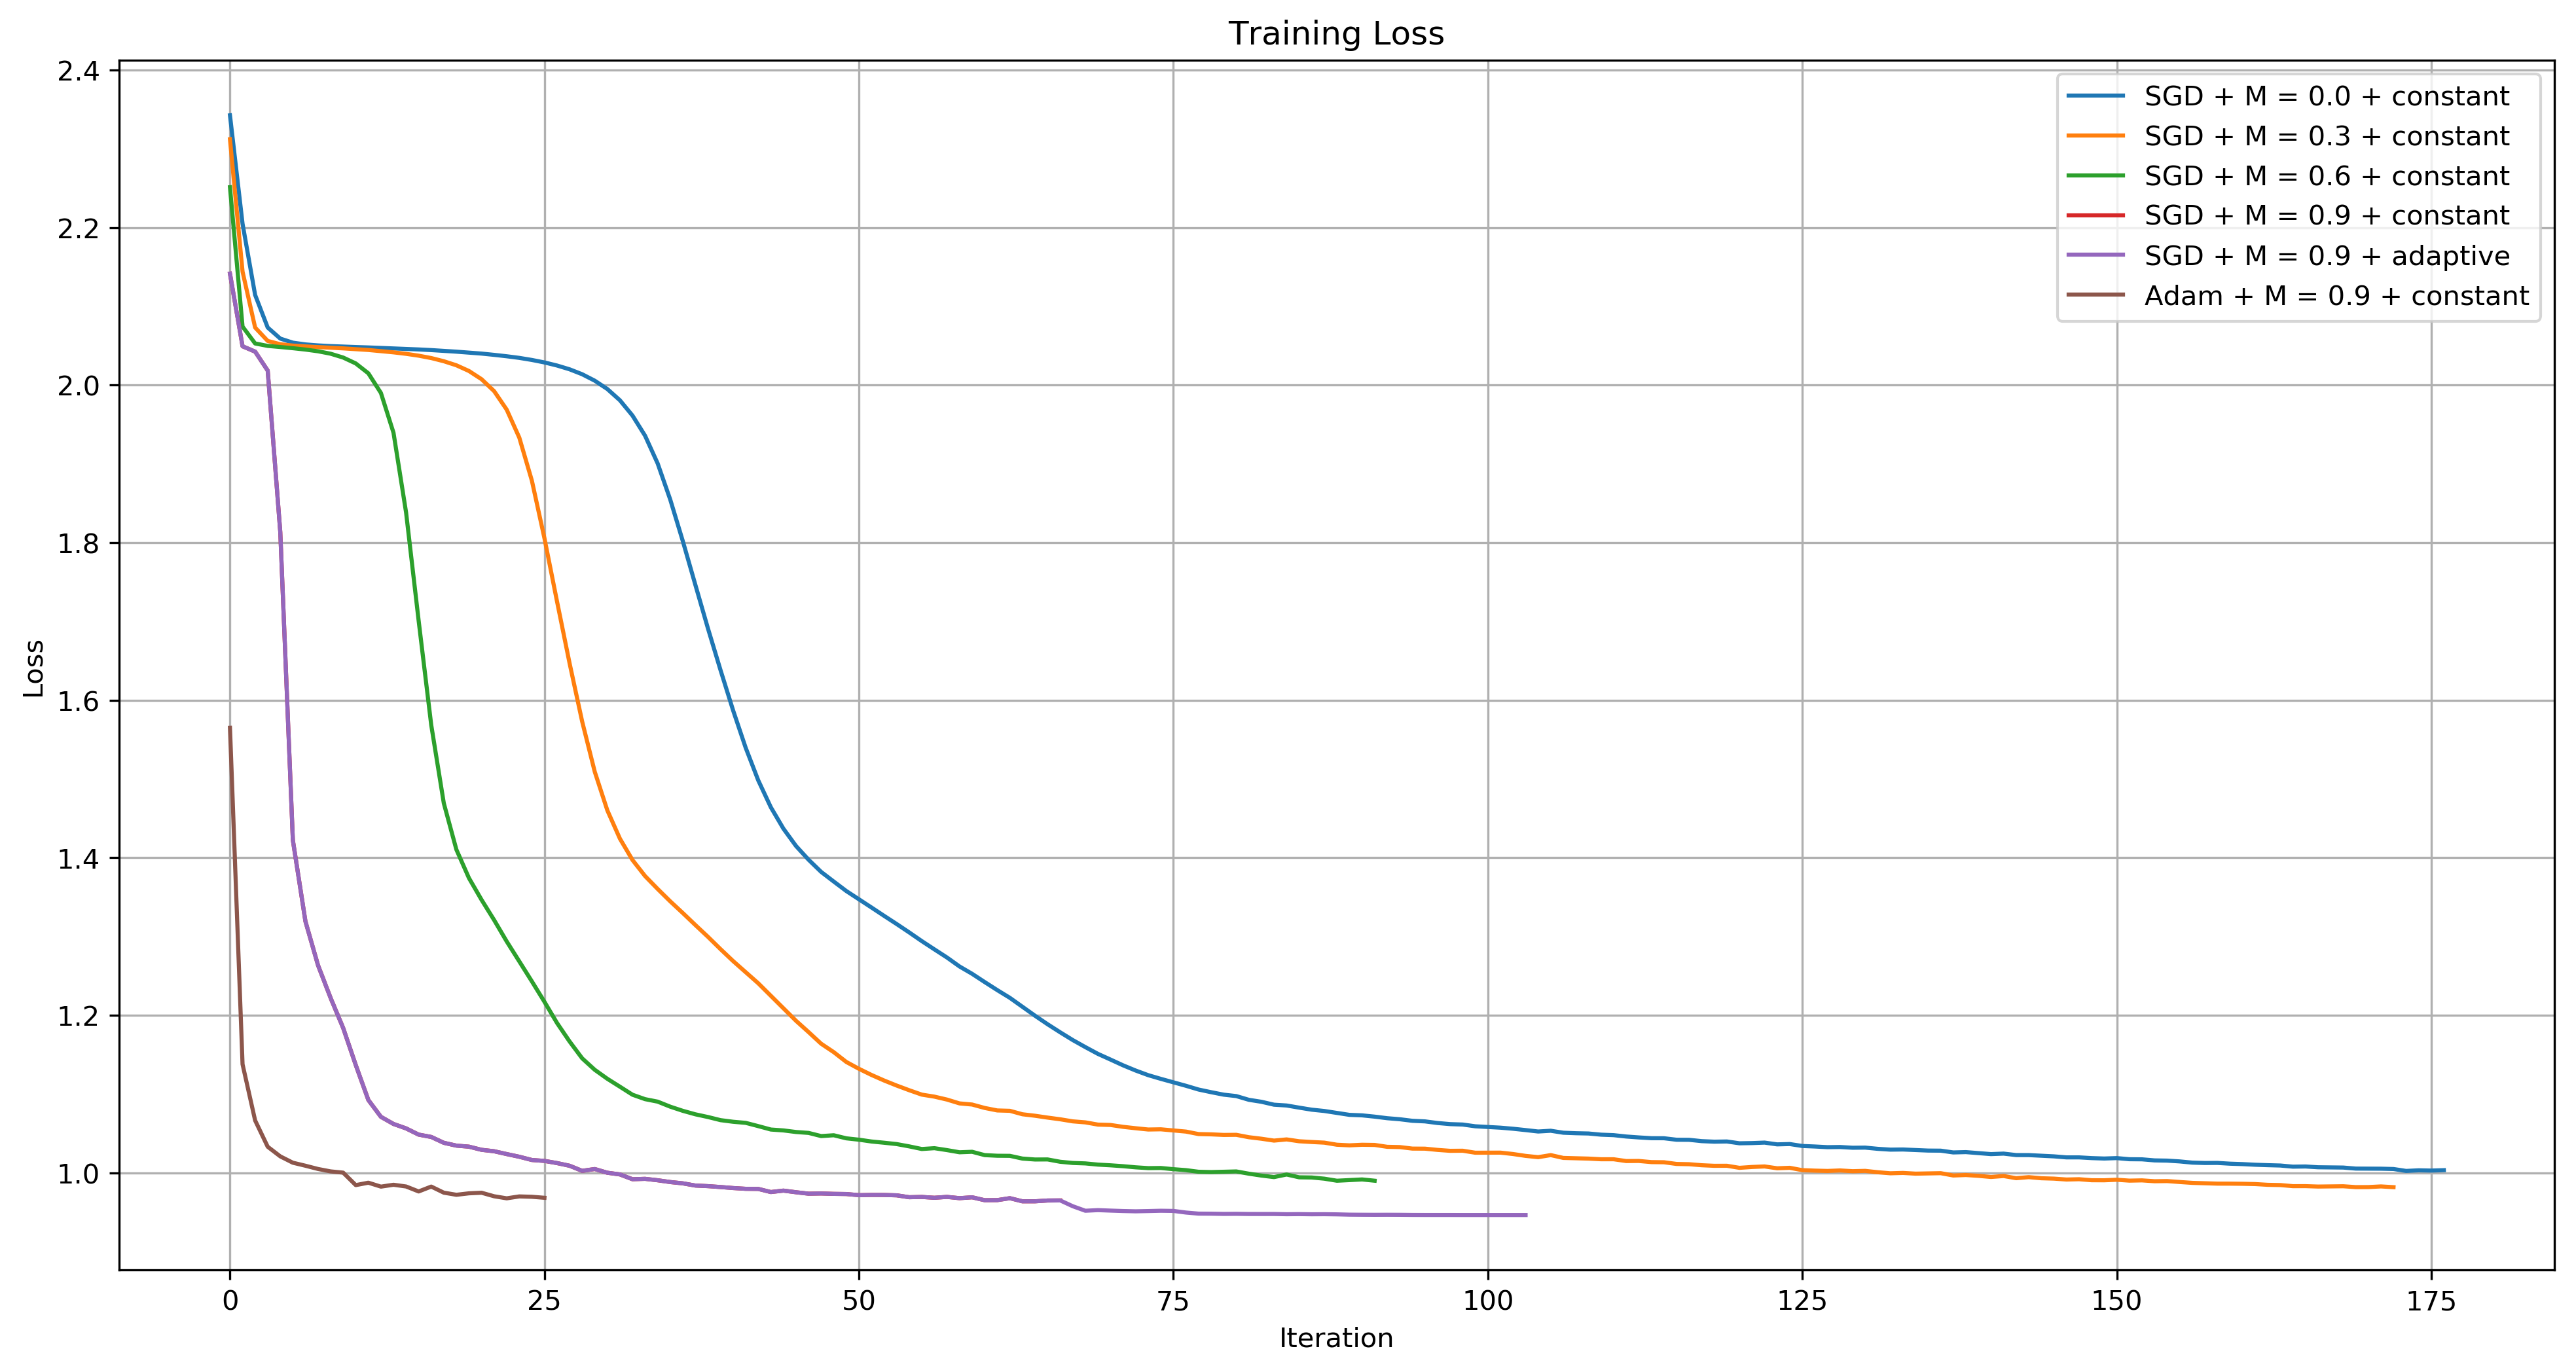 Training Loss
2.4
2.2
2.0
1.8
1.6
1.4
1.2
1.0
Loss
SGD + M = 0.0 + constant
SGD + M = 0.3 + constant
SGD + M = 0.6 + constant
SGD + M = 0.9 + constant
SGD + M = 0.9 + adaptive
Adam + M = 0.9 + constant
0 25 50 75 100 125 150 175
Iteration